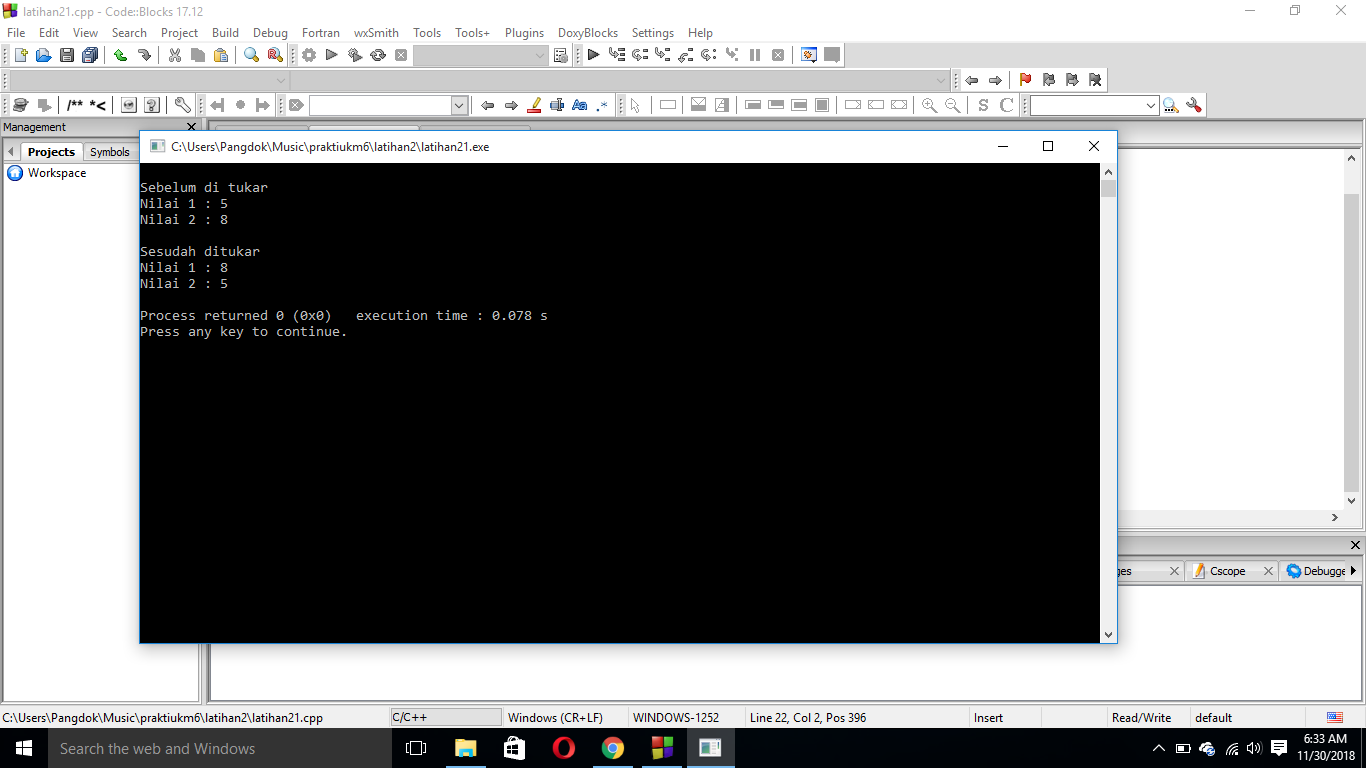 latihan21.cpp - Code::Blocks 17.12
File Edit View Search Project Build Debug Fortran wxSmith Tools Tools+ Plugins DoxyBlocks Settings Help
/** *<
Aa .*
S C
Management
Projects Symbols
Workspace
C:\Users\Pangdok\Music\praktiukm6\latihan2\latihan21.exe
Sebelum di tukar
Nilai 1 : 5
Nilai 2 : 8
Sesudah ditukar
Nilai 1 : 8
Nilai 2 : 5
Process returned 0 (0x0)   execution time : 0.078 s
Press any key to continue.
ges Cscope Debugge
C:\Users\Pangdok\Music\praktiukm6\latihan2\latihan21.cpp C/C++ Windows (CR+LF) WINDOWS-1252 Line 22, Col 2, Pos 396 Insert Read/Write default
Search the web and Windows
6:33 AM
11/30/2018